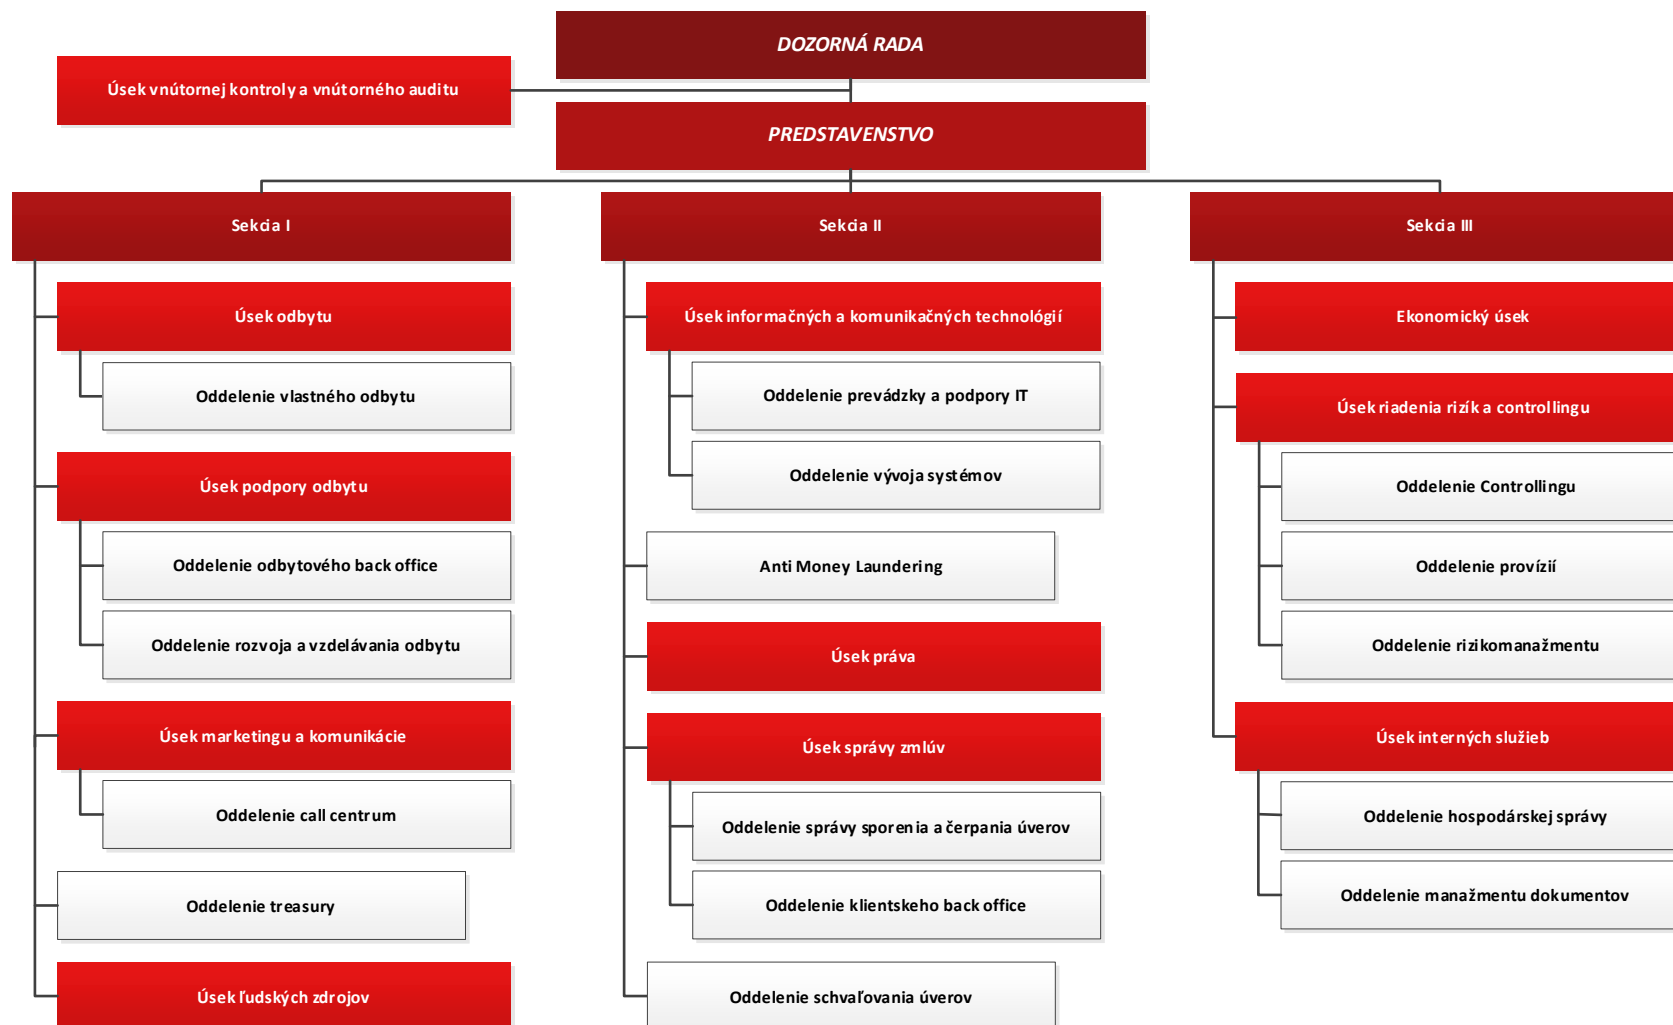 DOZORNÁ RADA
Úsek vnútornej kontroly a vnútorného auditu
PREDSTAVENSTVO
Sekcia I
Úsek odbytu
Oddelenie vlastného odbytu
Úsek podpory odbytu
Oddelenie odbytového back office
Oddelenie rozvoja a vzdelávania odbytu
Úsek marketingu a komunikácie
Oddelenie call centrum
Oddelenie treasury
Úsek ľudských zdrojov
Sekcia II
Úsek informačných a komunikačných technológií
Oddelenie prevádzky a podpory IT
Oddelenie vývoja systémov
Anti Money Laundering
Úsek práva
Úsek správy zmlúv
Oddelenie správy sporenia a čerpania úverov
Oddelenie klientskeho back office
Oddelenie schvaľovania úverov
Sekcia III
Ekonomický úsek
Úsek riadenia rizík a controllingu
Oddelenie Controllingu
Oddelenie provízií
Oddelenie rizikomanažmentu
Úsek interných služieb
Oddelenie hospodárskej správy
Oddelenie manažmentu dokumentov